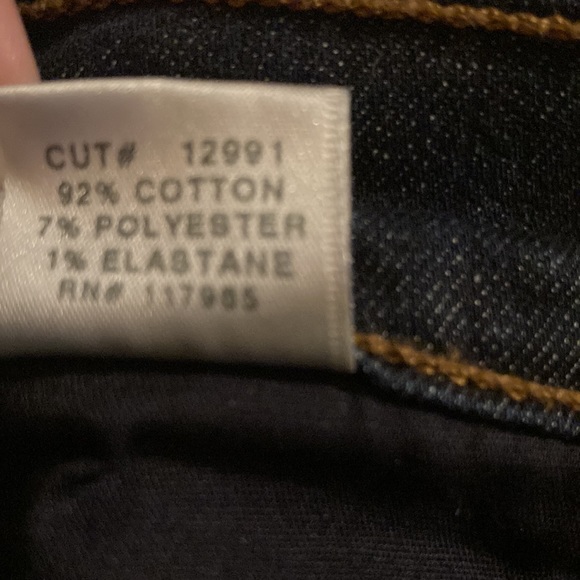 CUT# 12991
92% COTTON
7% POLYESTER
1% ELASTANE
RN# 117985